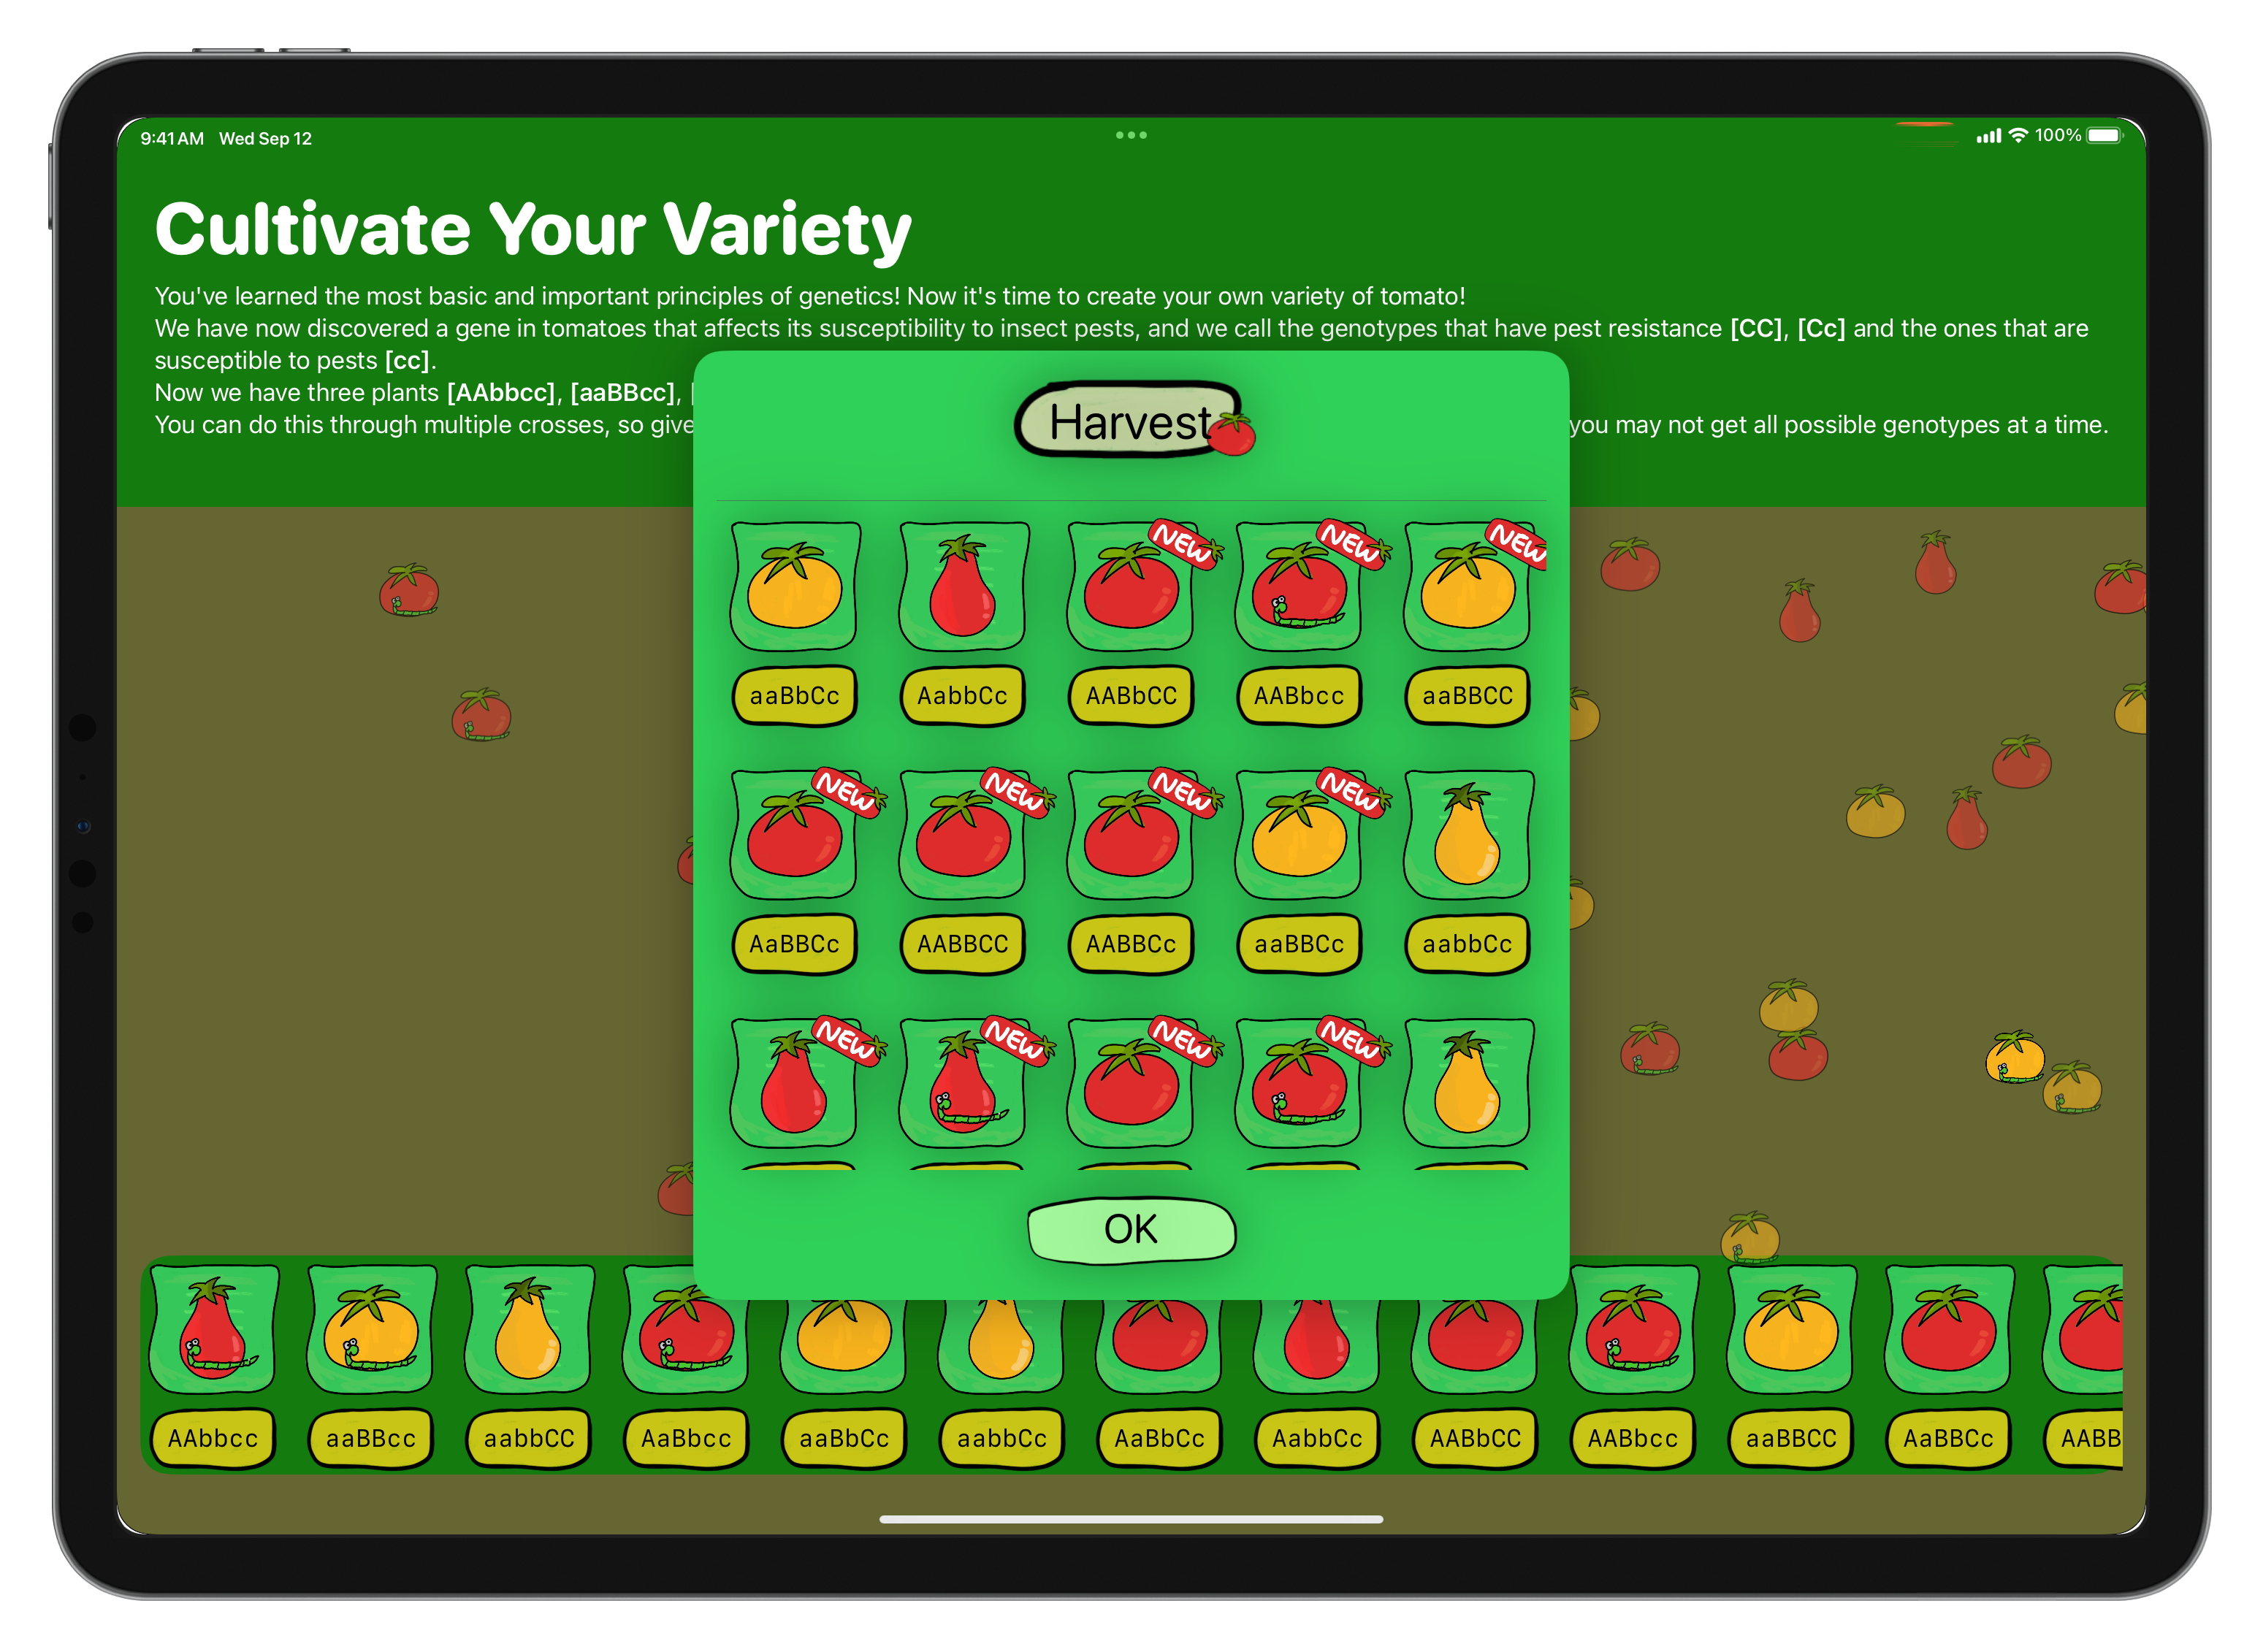 9:41 AM Wed Sep 12
100%
Cultivate Your Variety
You've learned the most basic and important principles of genetics! Now it's time to create your own variety of tomato!
We have now discovered a gene in tomatoes that affects its susceptibility to insect pests, and we call the genotypes that have pest resistance [CC], [Cc] and the ones that are
susceptible to pests [cc].
Now we have three plants [AAbbcc], [aaBBcc], [
You can do this through multiple crosses, so give
you may not get all possible genotypes at a time.
Harvest
NEW NEW NEW
aaBbCc AabbCc AABbCC AABbcc aaBBCC
NEW NEW NEW NEW
AaBBCc AABBCC AABBCc aaBBCc aabbCc
NEW NEW NEW NEW
OK
AAbbcc aaBBcc aabbCC AaBbcc aaBbCc aabbCc AaBbCc AabbCc AABbCC AABbcc aaBBCC AaBBCc AABB